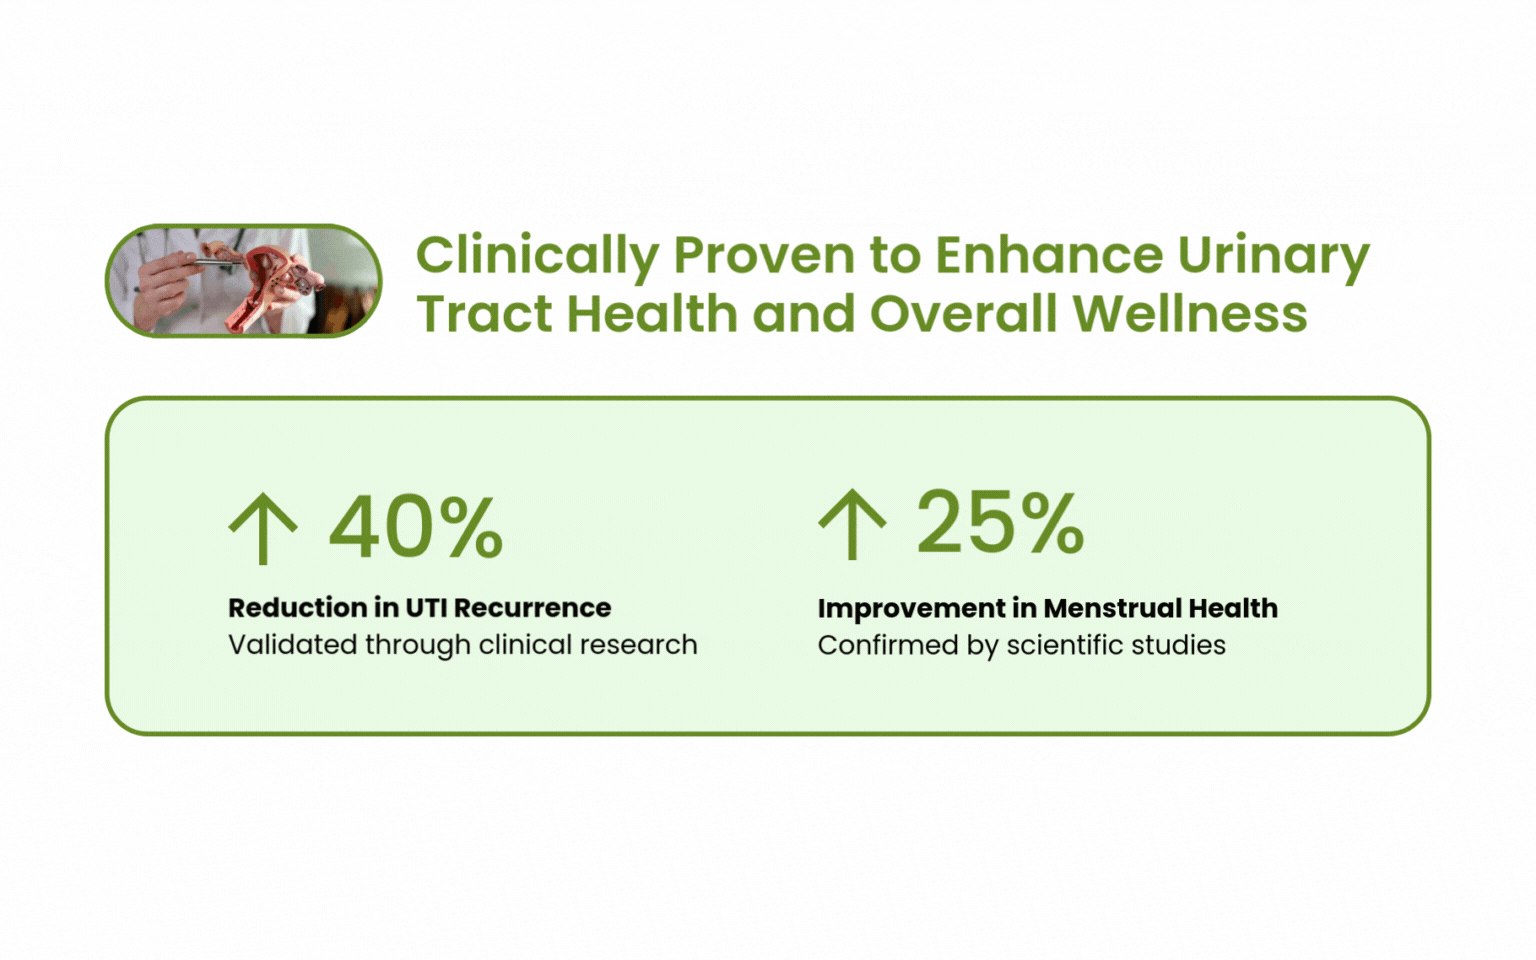 Clinically Proven to Enhance Urinary
Tract Health and Overall Wellness
↑ 40%
Reduction in UTI Recurrence
Validated through clinical research
↑ 25%
Improvement in Menstrual Health
Confirmed by scientific studies